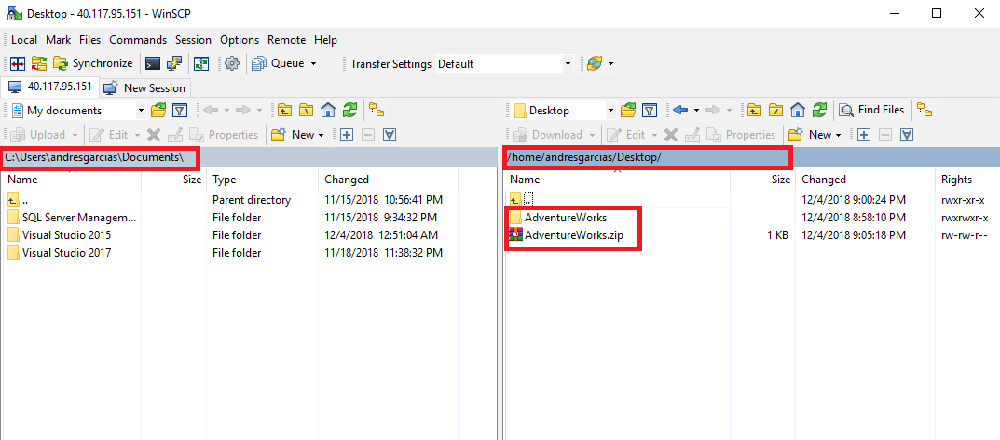 Desktop - 40.117.95.151 - WinSCP
Local Mark Files Commands Session Options Remote Help
Synchronize Queue Transfer Settings Default
40.117.95.151 New Session
My documents Desktop Find Files
Upload Edit Properties New Download Edit Properties New
C:\Users\andresgarcias\Documents\ /home/andresgarcias/Desktop/
Name Size Type Changed Name Size Changed Rights
.. Parent directory 11/15/2018 10:56:41 PM .. 12/4/2018 9:00:24 PM rwxr-xr-x
SQL Server Managem... File folder 11/15/2018 9:34:32 PM AdventureWorks 12/4/2018 8:58:10 PM rwxrwxr-x
Visual Studio 2015 File folder 12/4/2018 12:51:04 AM AdventureWorks.zip 1 KB 12/4/2018 9:05:18 PM rw-rw-r--
Visual Studio 2017 File folder 11/18/2018 11:38:32 PM